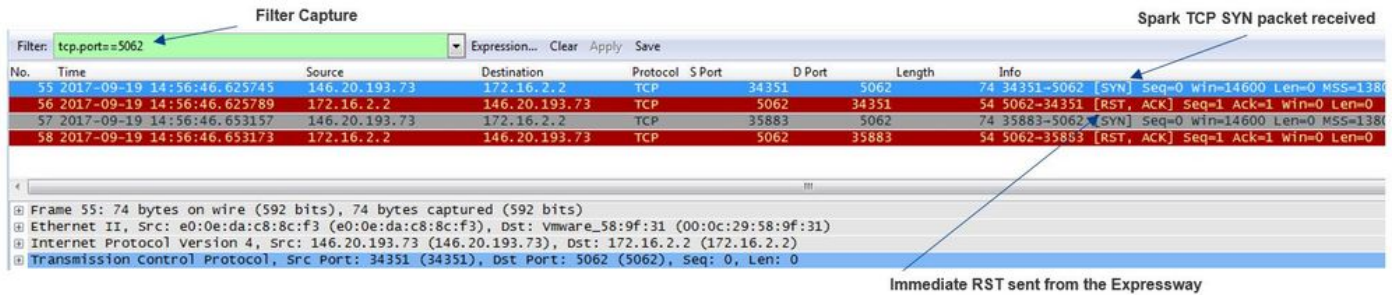 Filter Capture
Spark TCP SYN packet received
Filter: tcp.port==5062 Expression... Clear Apply Save
No. Time Source Destination Protocol S Port D Port Length Info
55 2017-09-19 14:56:46.625745 146.20.193.73 172.16.2.2 TCP 34351 5062 74 34351→5062 [SYN] Seq=0 Win=14600 Len=0 MSS=1380
56 2017-09-19 14:56:46.625789 172.16.2.2 146.20.193.73 TCP 5062 34351 54 5062→34351 [RST, ACK] Seq=1 Ack=1 Win=0 Len=0
57 2017-09-19 14:56:46.653157 146.20.193.73 172.16.2.2 TCP 35883 5062 74 35883→5062 [SYN] Seq=0 Win=14600 Len=0 MSS=1380
58 2017-09-19 14:56:46.653173 172.16.2.2 146.20.193.73 TCP 5062 35883 54 5062→35883 [RST, ACK] Seq=1 Ack=1 Win=0 Len=0
Frame 55: 74 bytes on wire (592 bits), 74 bytes captured (592 bits)
Ethernet II, Src: e0:0e:da:c8:8c:f3 (e0:0e:da:c8:8c:f3), Dst: Vmware_58:9f:31 (00:0c:29:58:9f:31)
Internet Protocol Version 4, Src: 146.20.193.73 (146.20.193.73), Dst: 172.16.2.2 (172.16.2.2)
Transmission Control Protocol, Src Port: 34351 (34351), Dst Port: 5062 (5062), Seq: 0, Len: 0
Immediate RST sent from the Expressway